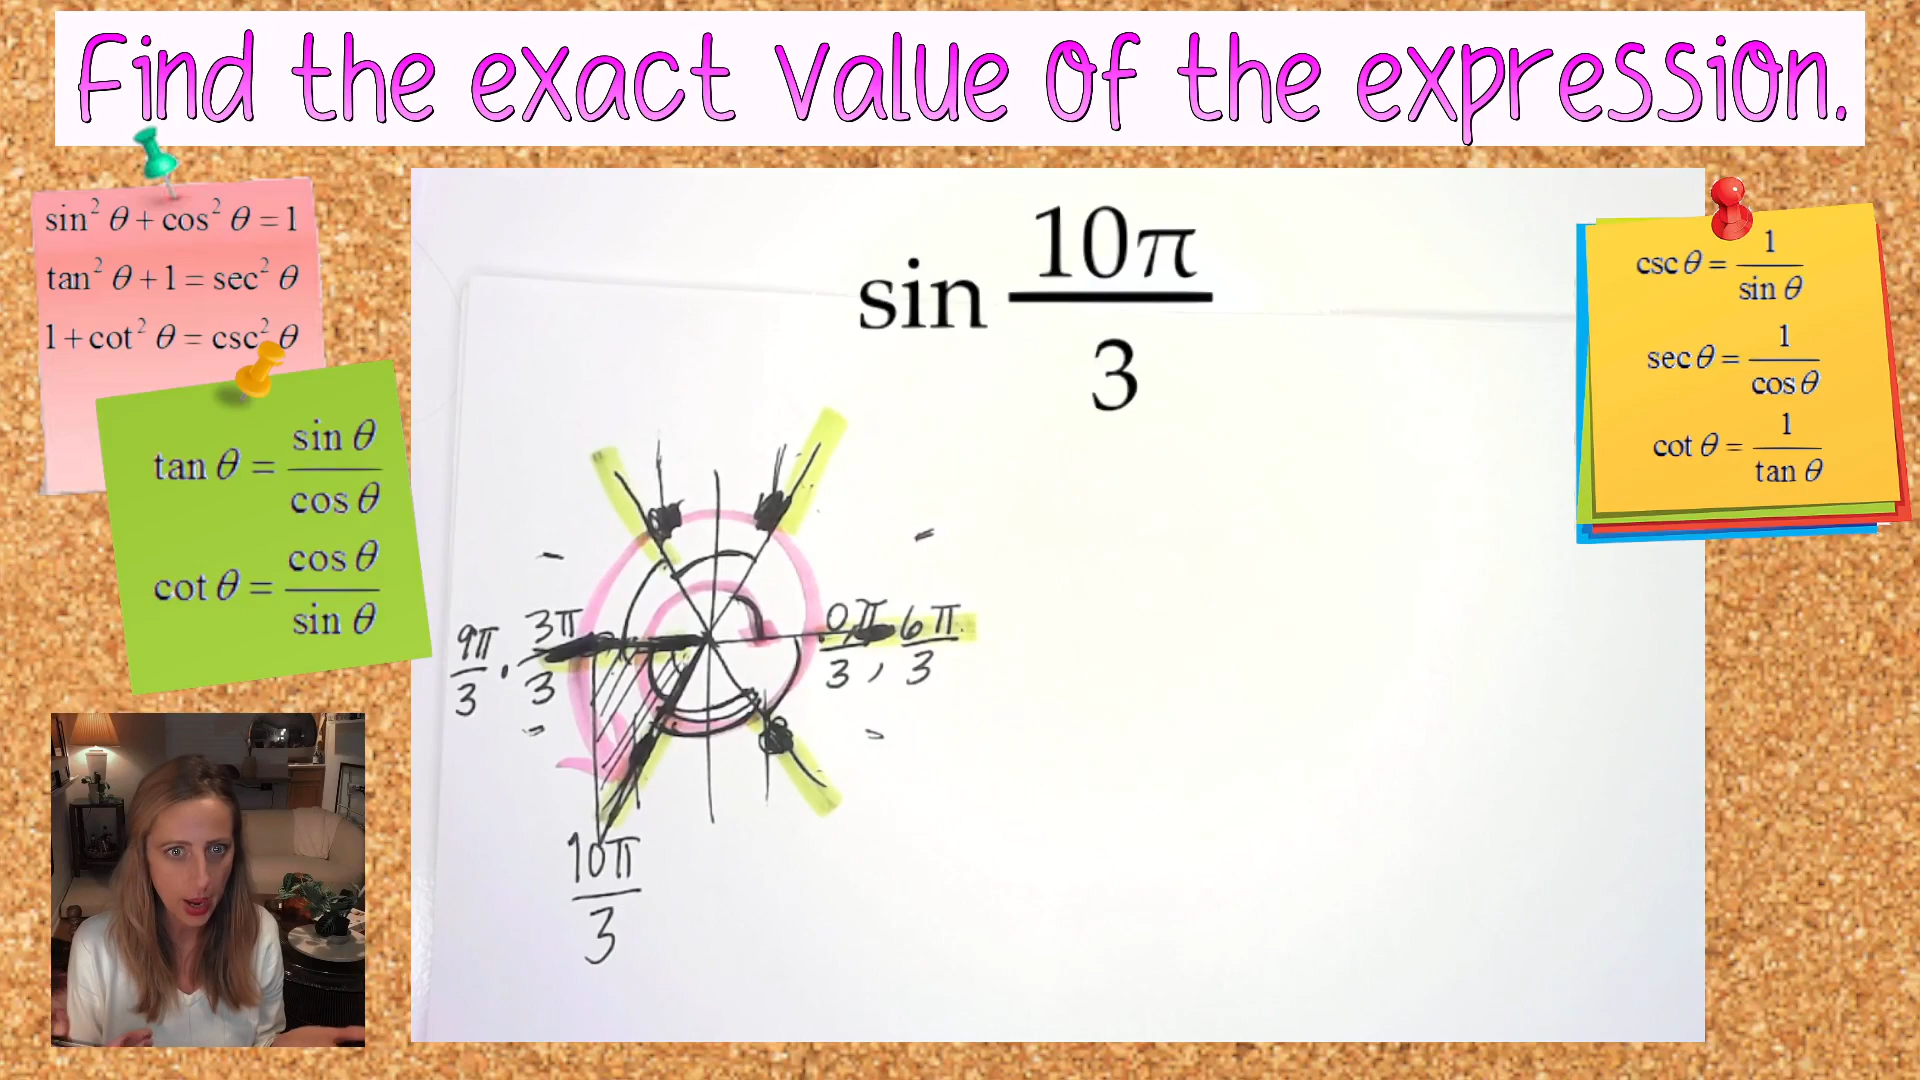 Find the exact value of the expression.
sin² θ + cos² θ = 1
tan² θ + 1 = sec² θ
1 + cot² θ = csc² θ
tan θ = sin θ / cos θ
cot θ = cos θ / sin θ
sin 10π / 3
9π / 3 , 3π / 3
0π / 3 , 6π / 3
10π / 3
csc θ = 1 / sin θ
sec θ = 1 / cos θ
cot θ = 1 / tan θ